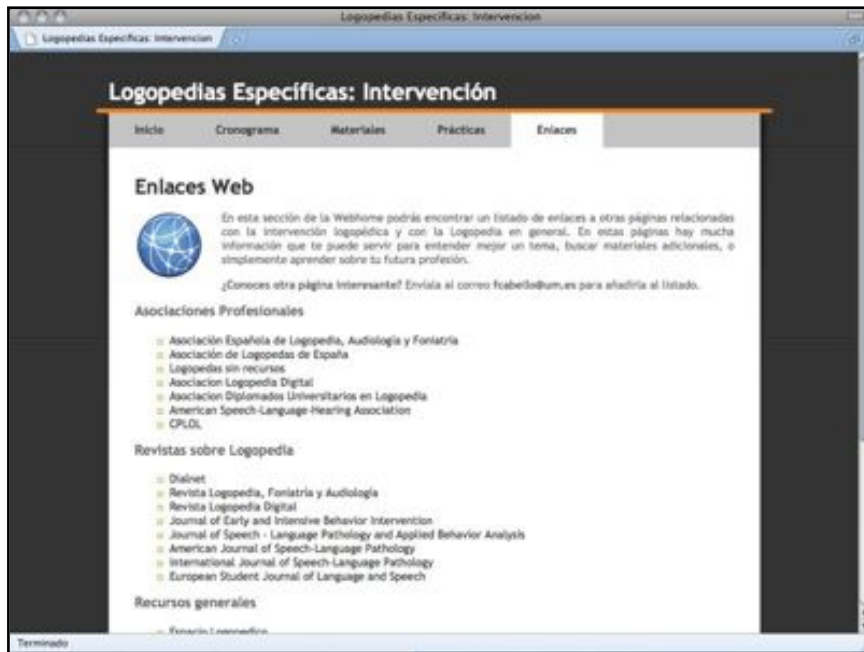 Logopedias Específicas: Intervencion
Logopedias Específicas: Intervencion
Logopedias Específicas: Intervención
Inicio Cronograma Materiales Prácticas Enlaces
Enlaces Web
En esta sección de la Webhome podrás encontrar un listado de enlaces a otras páginas relacionadas
con la intervención logopédica y con la Logopedia en general. En estas páginas hay mucha
información que te puede servir para entender mejor un tema, buscar materiales adicionales, o
simplemente aprender sobre tu futura profesión.
¿Conoces otra página interesante? Envíala al correo fcabello@um.es para añadirla al listado.
Asociaciones Profesionales
Asociación Española de Logopedia, Audiología y Foniatría
Asociación de Logopedas de España
Logopedas sin recursos
Asociacion Logopedia Digital
Asociacion Diplomados Universitarios en Logopedia
American Speech-Language-Hearing Association
CPLOL
Revistas sobre Logopedia
Dialnet
Revista Logopedia, Foniatría y Audiología
Revista Logopedia Digital
Journal of Early and Intensive Behavior Intervention
Journal of Speech - Language Pathology and Applied Behavior Analysis
American Journal of Speech-Language Pathology
International Journal of Speech-Language Pathology
European Student Journal of Language and Speech
Recursos generales
Espacio Logopedico
Terminado